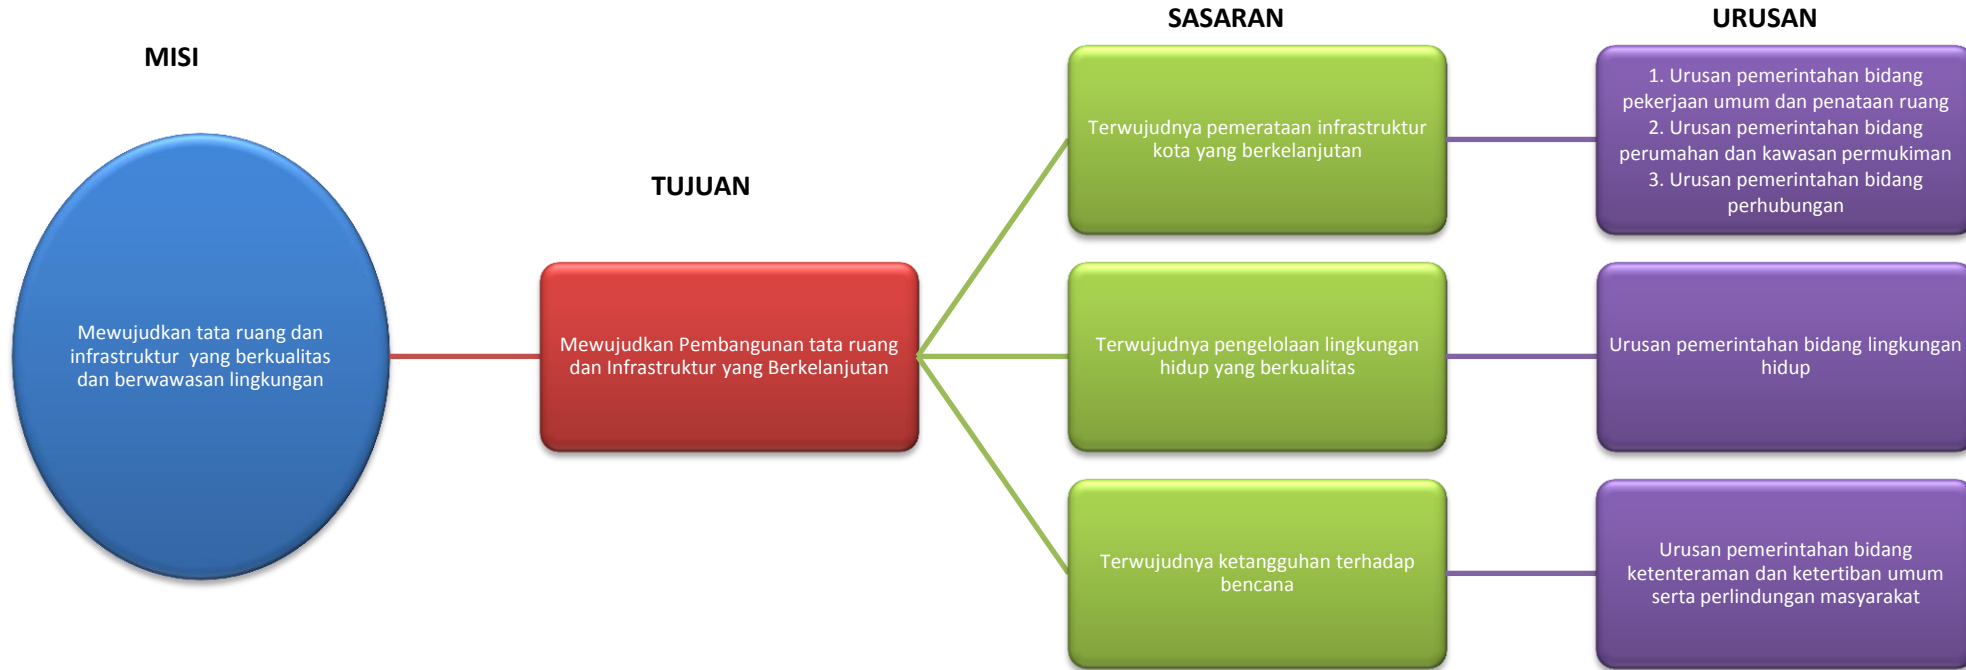 MISI
Mewujudkan tata ruang dan
infrastruktur  yang berkualitas
dan berwawasan lingkungan
TUJUAN
Mewujudkan Pembangunan tata ruang
dan Infrastruktur yang Berkelanjutan
SASARAN
Terwujudnya pemerataan infrastruktur
kota yang berkelanjutan
Terwujudnya pengelolaan lingkungan
hidup yang berkualitas
Terwujudnya ketangguhan terhadap
bencana
URUSAN
1. Urusan pemerintahan bidang
pekerjaan umum dan penataan ruang
2. Urusan pemerintahan bidang
perumahan dan kawasan permukiman
3. Urusan pemerintahan bidang
perhubungan
Urusan pemerintahan bidang lingkungan
hidup
Urusan pemerintahan bidang
ketenteraman dan ketertiban umum
serta perlindungan masyarakat